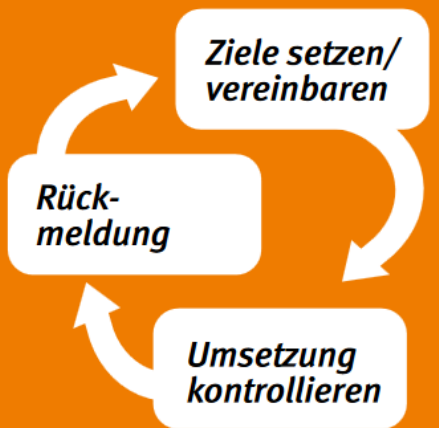 Ziele setzen/
vereinbaren
Rück-
meldung
Umsetzung
kontrollieren